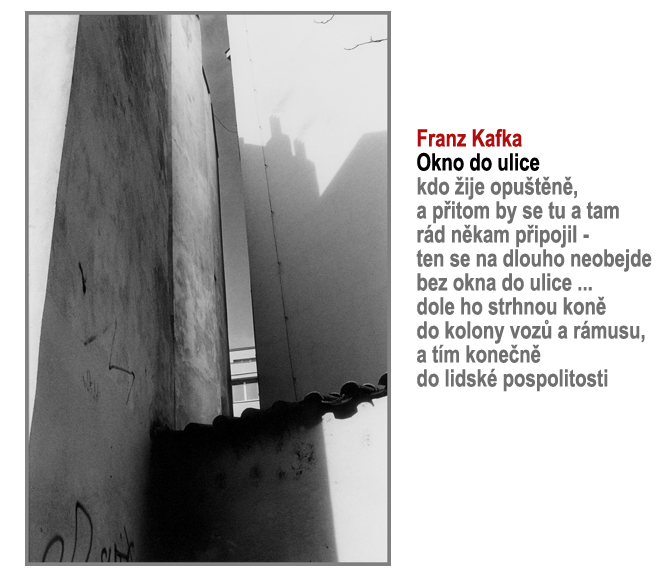 Franz Kafka
Okno do ulice
kdo žije opuštěně,
a přitom by se tu a tam
rád někam připojil -
ten se na dlouho neobejde
bez okna do ulice ...
dole ho strhnou koně
do kolony vozů a rámusu,
a tím konečně
do lidské pospolitosti